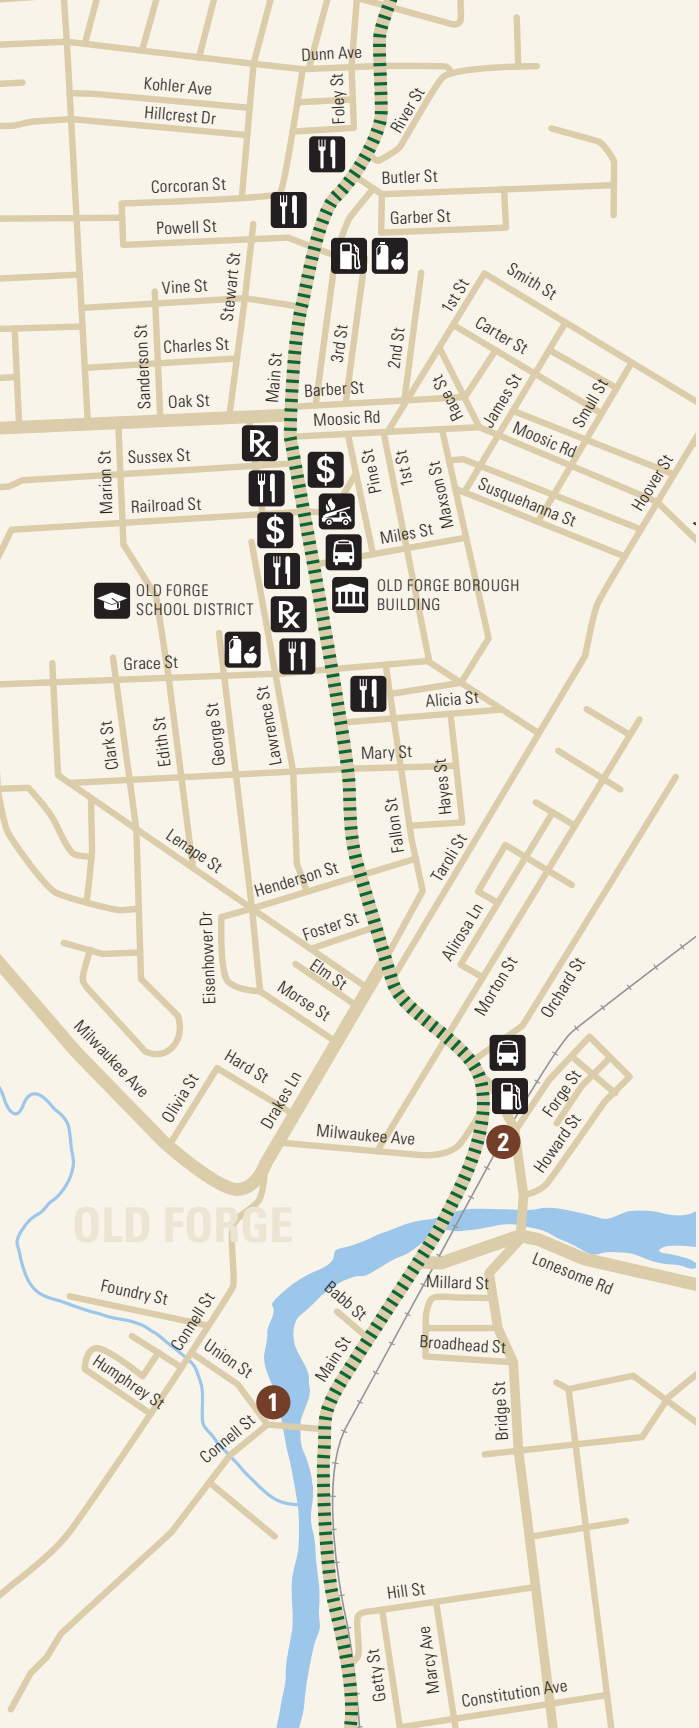 Dunn Ave
Kohler Ave
Foley St
River St
Hillcrest Dr
Butler St
Corcoran St
Garber St
Powell St
Stewart St
Smith St
1st St
Vine St
Carter St
3rd St
2nd St
Sanderson St
Charles St
Main St
Barber St
Race St
James St
Smull St
Oak St
Moosic Rd
Moosic Rd
Rx
Sussex St
Marion St
$
Pine St
1st St
Maxson St
Hoover St
Susquehanna St
Railroad St
$
Miles St
OLD FORGE
SCHOOL DISTRICT
OLD FORGE BOROUGH
BUILDING
Rx
Grace St
Alicia St
Clark St
Edith St
George St
Lawrence St
Mary St
Hayes St
Fallon St
Lenape St
Taroli St
Henderson St
Foster St
Alirosa Ln
Eisenhower Dr
Elm St
Morse St
Morton St
Orchard St
Milwaukee Ave
Hard St
Olivia St
Drakes Ln
Forge St
Howard St
Milwaukee Ave
2
OLD FORGE
Lonesome Rd
Millard St
Foundry St
Babb St
Connell St
Union St
Main St
Broadhead St
Humphrey St
1
Bridge St
Connell St
Hill St
Getty St
Marcy Ave
Constitution Ave